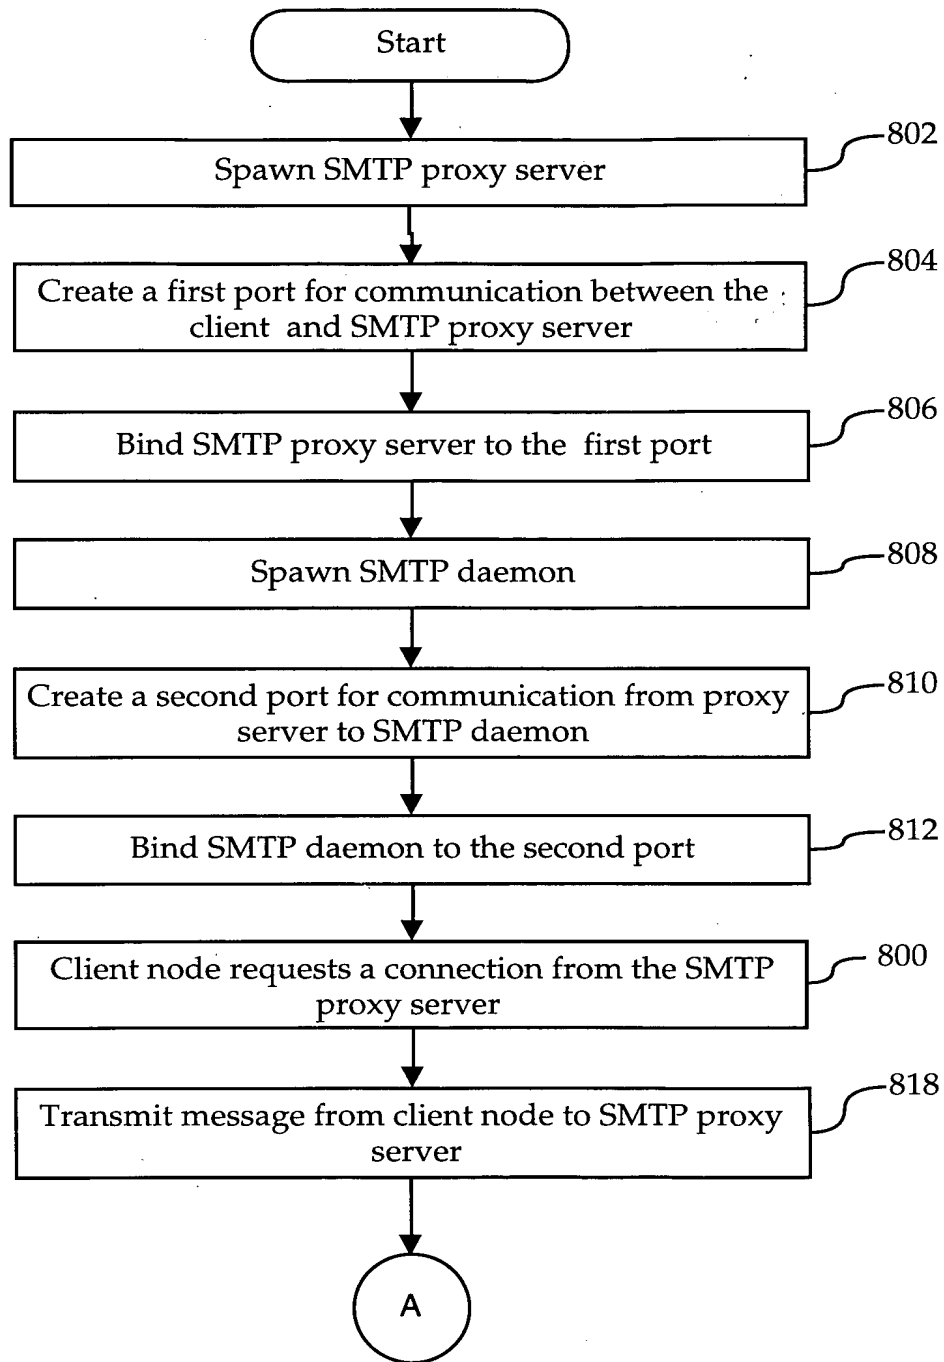 Start
802
Spawn SMTP proxy server
804
Create a first port for communication between the
client and SMTP proxy server
806
Bind SMTP proxy server to the first port
808
Spawn SMTP daemon
810
Create a second port for communication from proxy
server to SMTP daemon
812
Bind SMTP daemon to the second port
800
Client node requests a connection from the SMTP
proxy server
818
Transmit message from client node to SMTP proxy
server
A